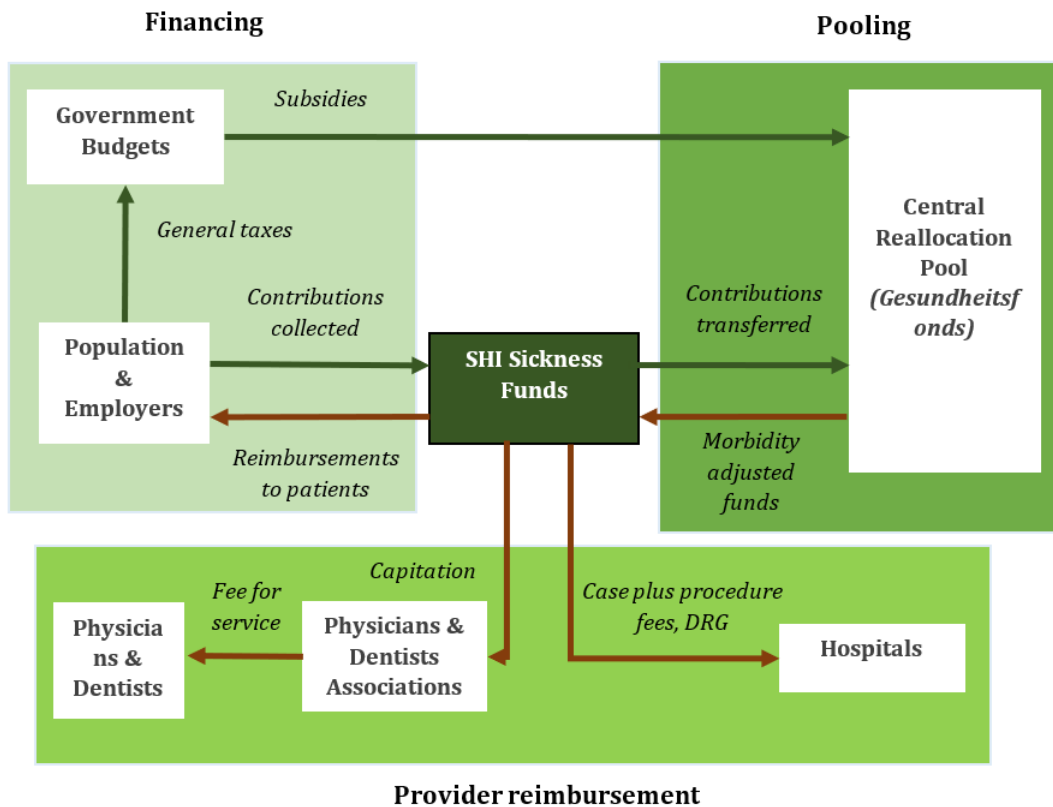 Financing
Pooling
Government
Budgets
Subsidies
General taxes
Central
Reallocation
Pool
(Gesundheitsf
onds)
Contributions
collected
Contributions
transferred
Population
&
Employers
SHI Sickness
Funds
Reimbursements
to patients
Morbidity
adjusted
funds
Capitation
Fee for
service
Case plus procedure
fees, DRG
Physicia
ns &
Dentists
Physicians &
Dentists
Associations
Hospitals
Provider reimbursement